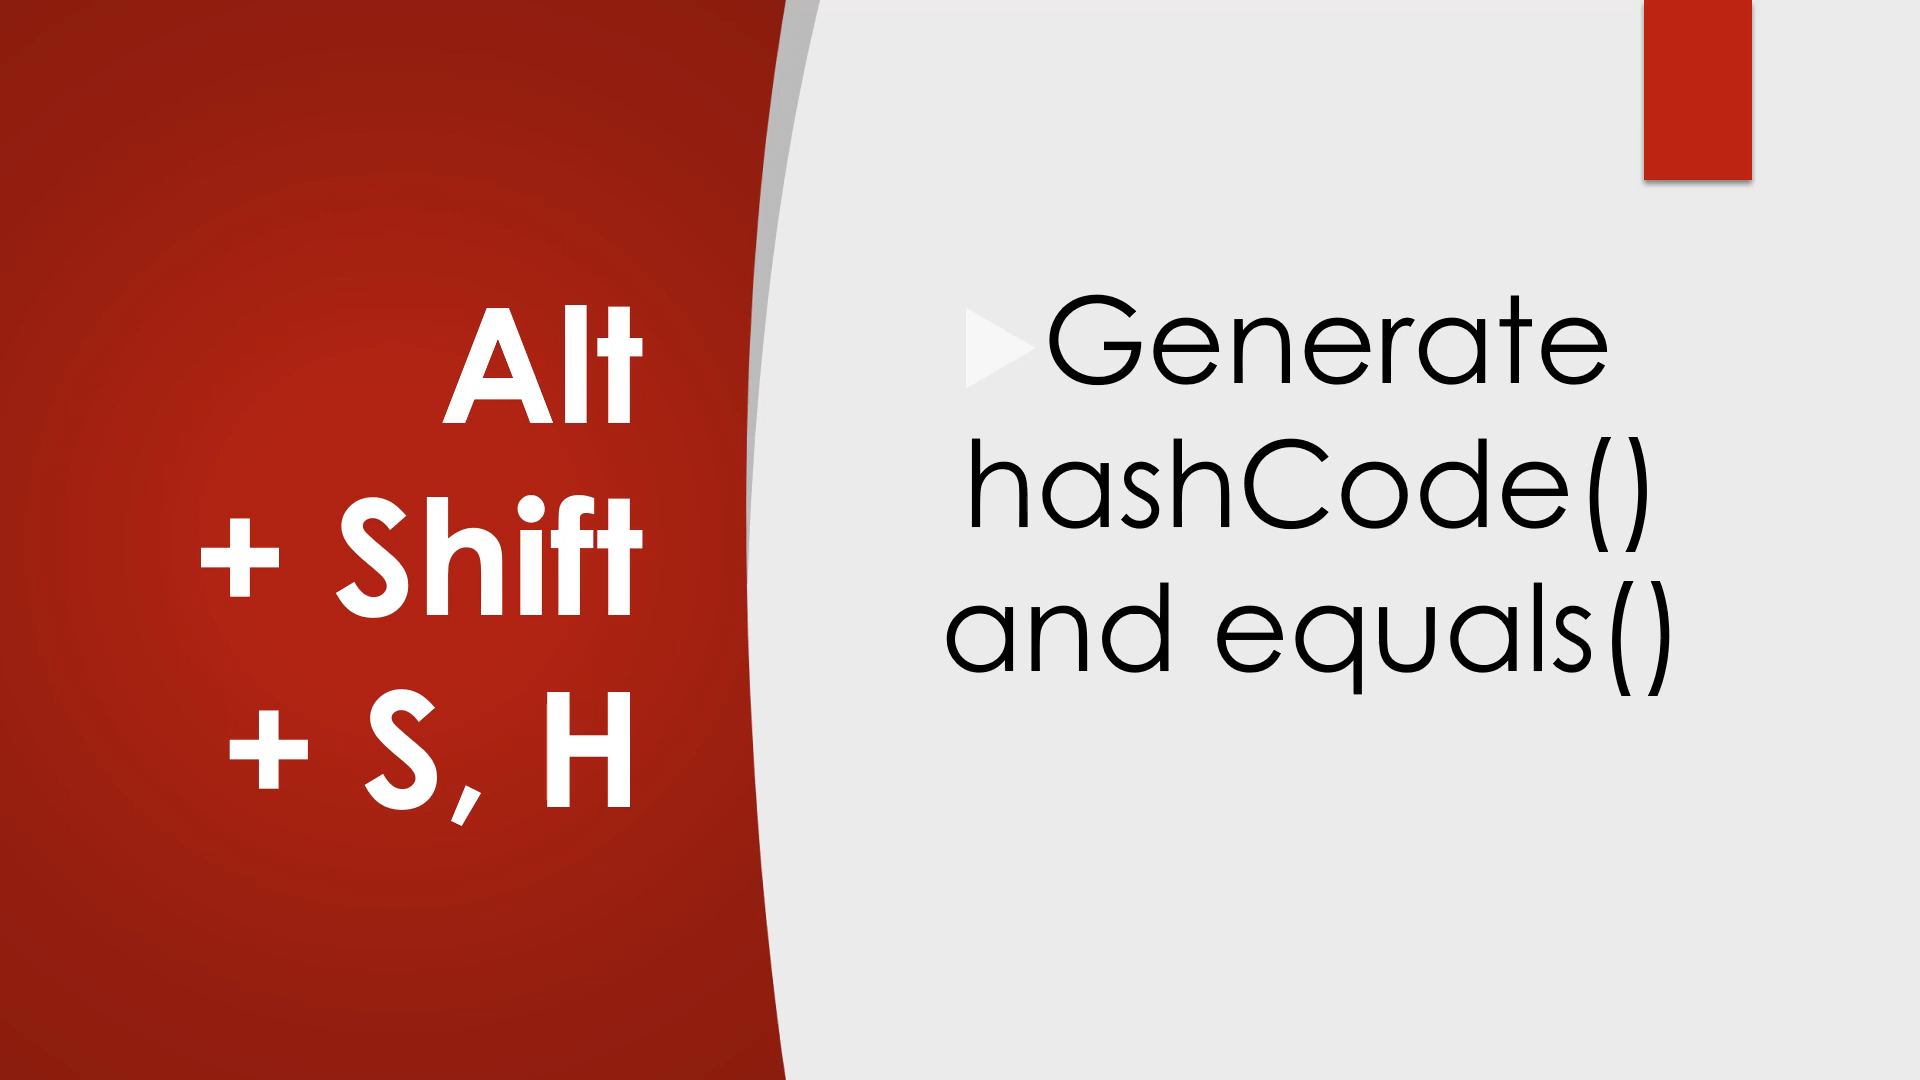 Alt
+ Shift
+ S, H
Generate
hashCode()
and equals()